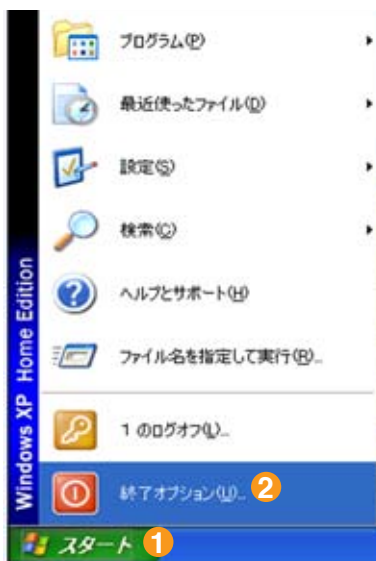 プログラム(P)
最近使ったファイル(D)
設定(S)
検索(C)
ヘルプとサポート(H)
ファイル名を指定して実行(R)...
1 のログオフ(L)...
終了オプション(U)... 2
スタート 1
Windows XP Home Edition